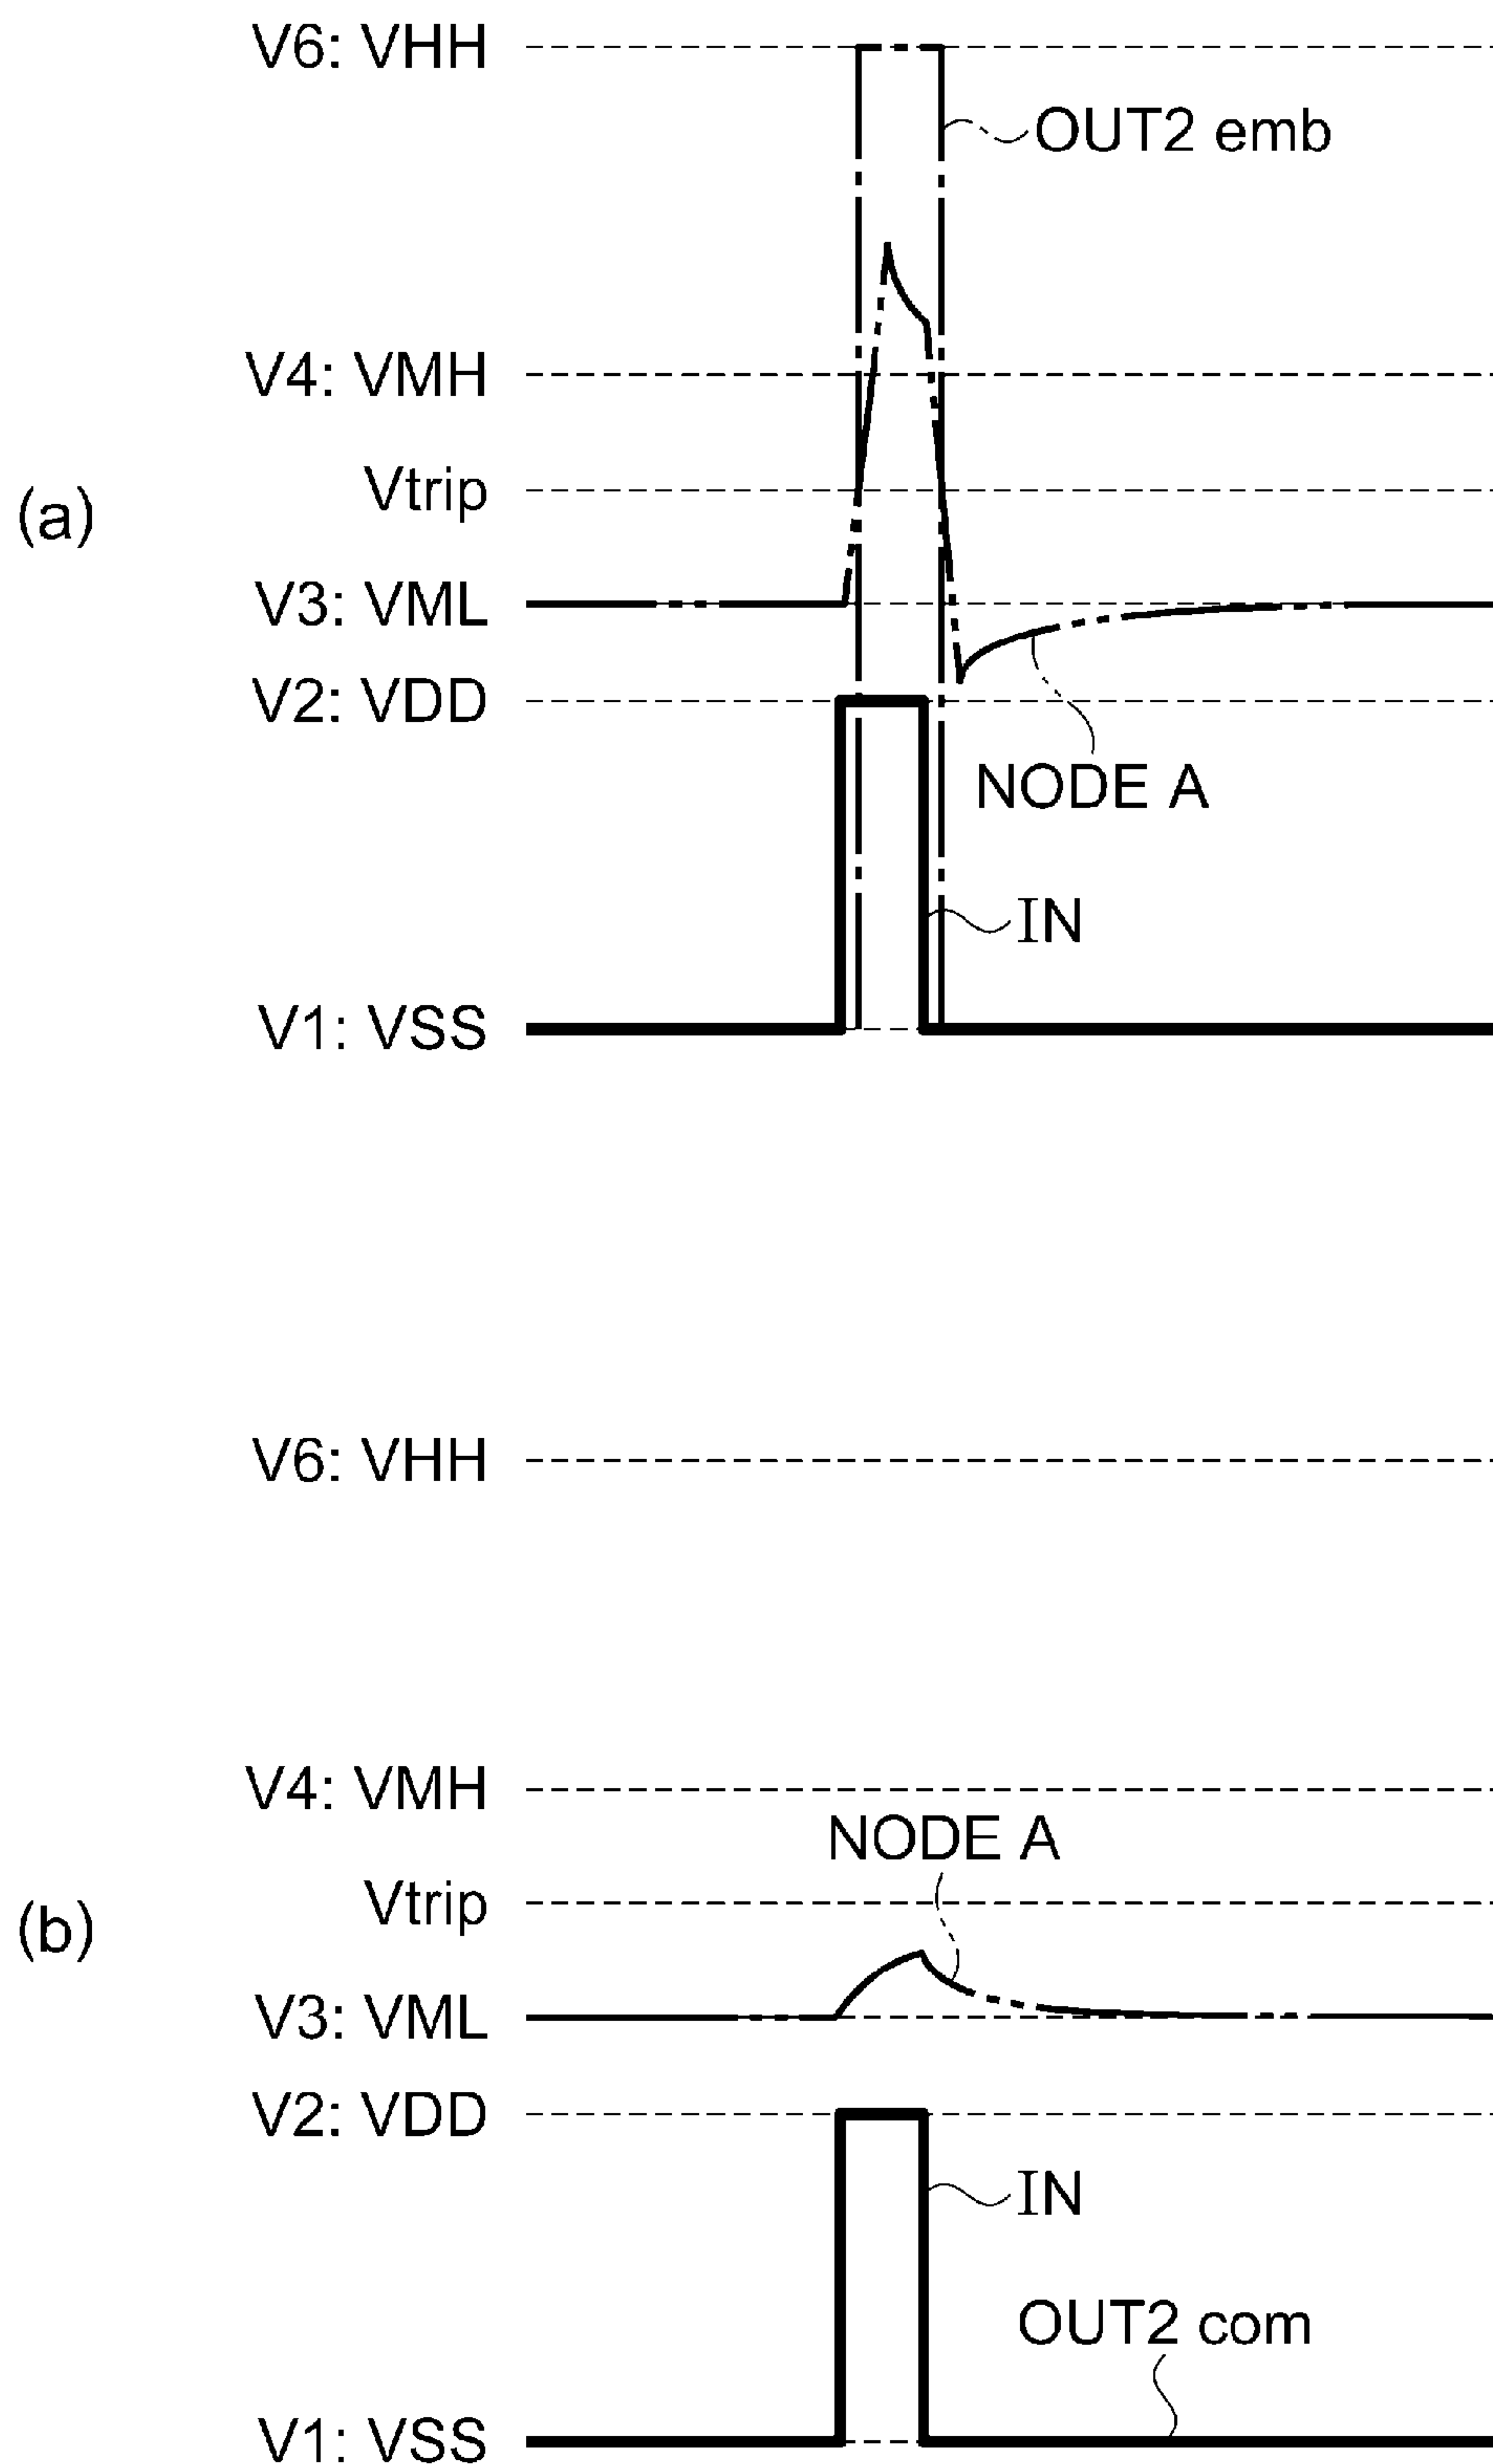 V6: VHH
OUT2 emb
V4: VMH
Vtrip
(a)
V3: VML
V2: VDD
NODE A
IN
V1: VSS
V6: VHH
V4: VMH
NODE A
Vtrip
(b)
V3: VML
V2: VDD
IN
OUT2 com
V1: VSS